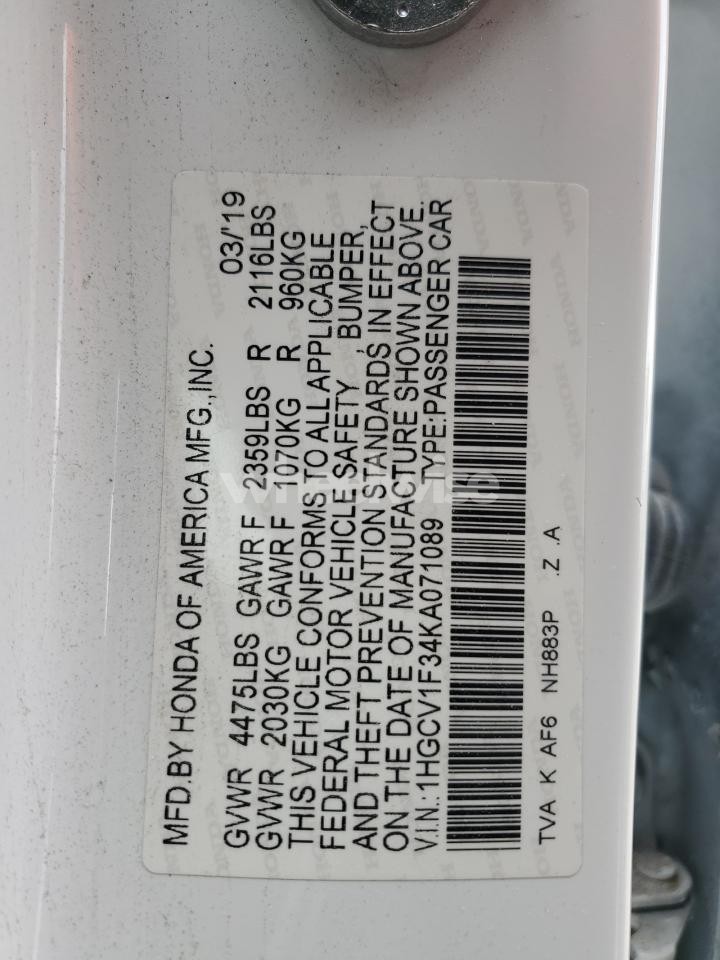 MFD.BY HONDA OF AMERICA MFG.,INC. 03/'19
GVWR 4475LBS GAWR F 2359LBS R 2116LBS
GVWR 2030KG GAWR F 1070KG R 960KG
THIS VEHICLE CONFORMS TO ALL APPLICABLE
FEDERAL MOTOR VEHICLE SAFETY, BUMPER,
AND THEFT PREVENTION STANDARDS IN EFFECT
ON THE DATE OF MANUFACTURE SHOWN ABOVE.
V.I.N.:1HGCV1F34KA071089 TYPE:PASSENGER CAR
TVA K AF6 NH883P .Z .A
HONDA
wheelwise